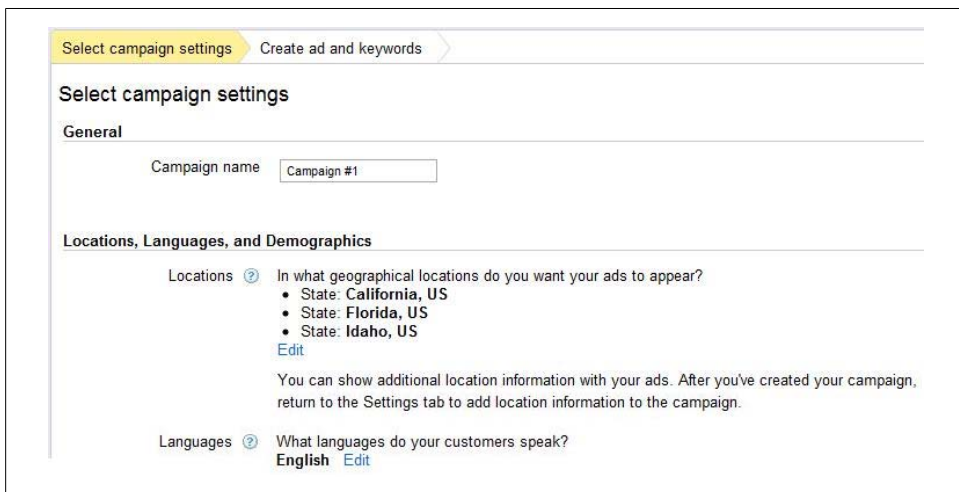 Select campaign settings Create ad and keywords
Select campaign settings
General
Campaign name Campaign #1
Locations, Languages, and Demographics
Locations ? In what geographical locations do you want your ads to appear?
• State: California, US
• State: Florida, US
• State: Idaho, US
Edit
You can show additional location information with your ads. After you've created your campaign,
return to the Settings tab to add location information to the campaign.
Languages ? What languages do your customers speak?
English Edit